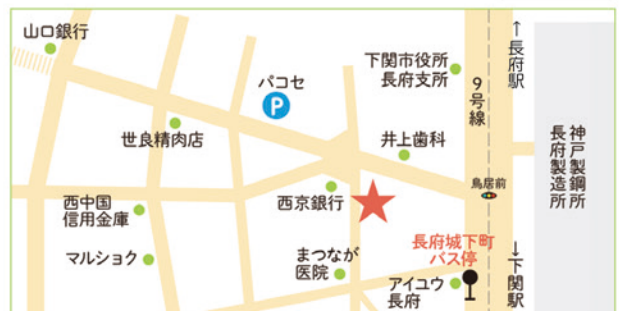 山口銀行
パコセ
P
下関市役所
長府支所
9号線
↑長府駅
神戸製鋼所
長府製造所
世良精肉店
井上歯科
鳥居前
西中国
信用金庫
西京銀行
マルショク
まつなが
医院
長府城下町
バス停
アイユウ
長府
↓下関駅